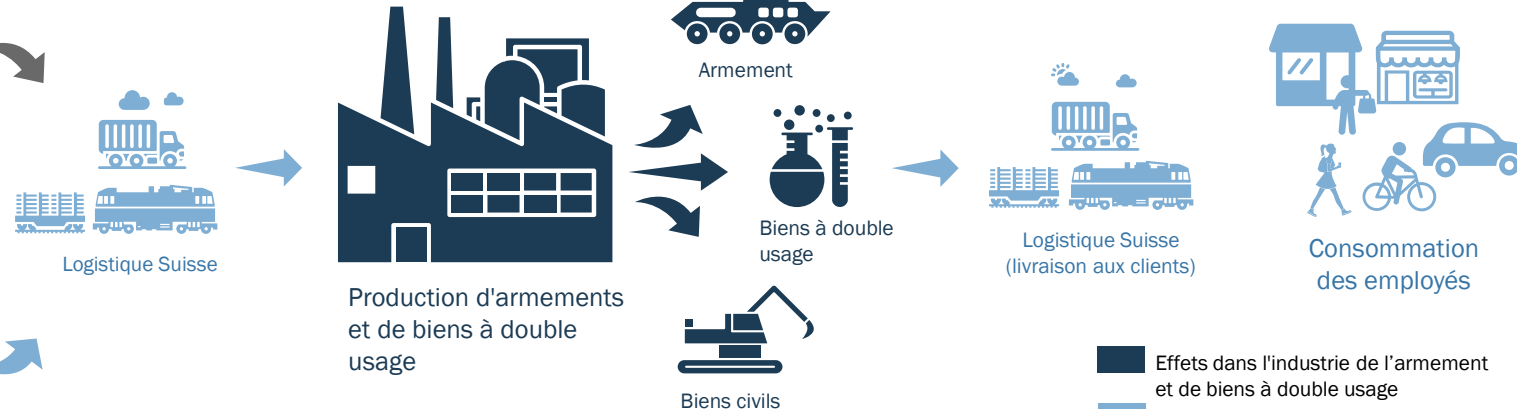 Armement
Logistique Suisse
Production d'armements
et de biens à double
usage
Biens à double
usage
Biens civils
Logistique Suisse
(livraison aux clients)
Consommation
des employés
Effets dans l'industrie de l’armement
et de biens à double usage